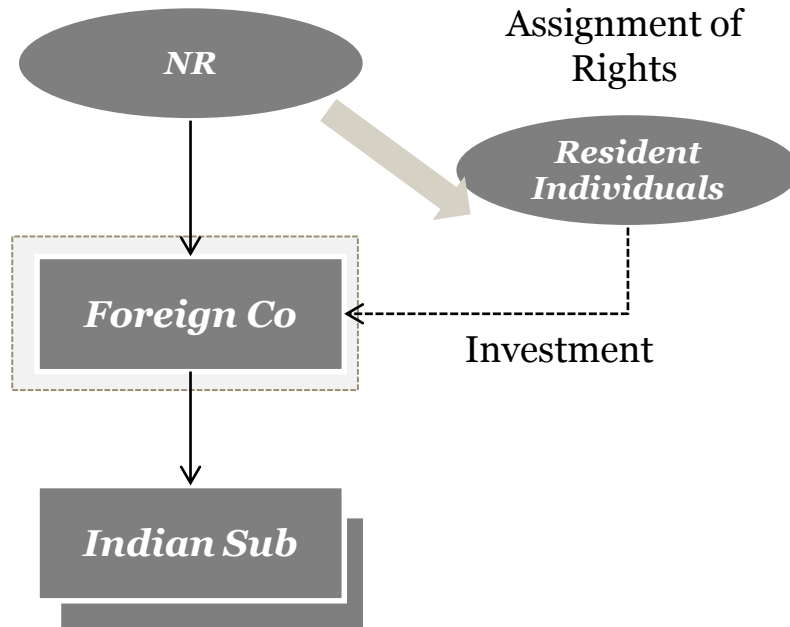 NR
Assignment of
Rights
Resident
Individuals
Foreign Co
Investment
Indian Sub